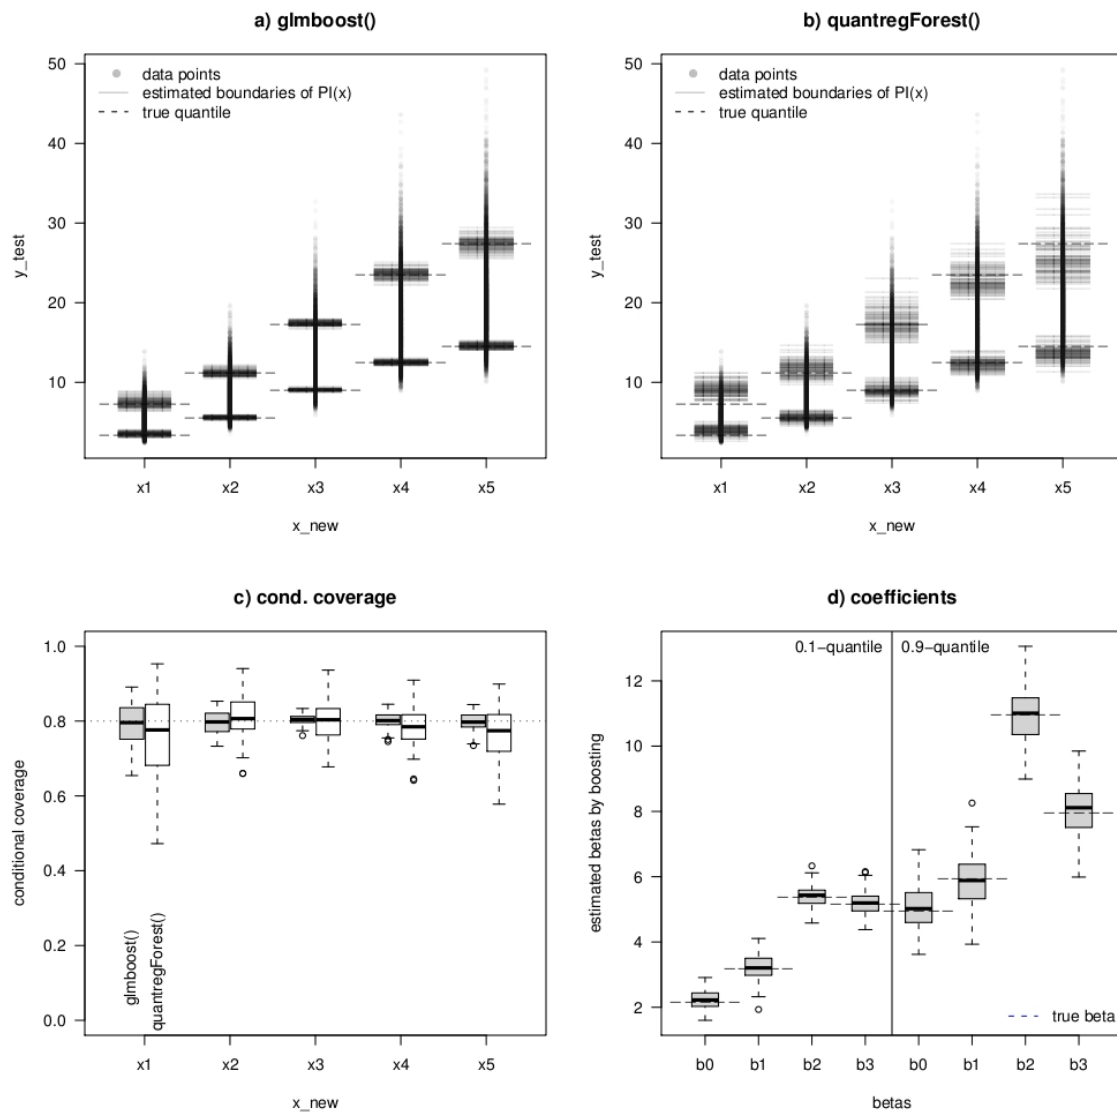 a) glmboost()
data points
estimated boundaries of PI(x)
true quantile
50
40
30
20
10
y_test
x1 x2 x3 x4 x5
x_new
b) quantregForest()
data points
estimated boundaries of PI(x)
true quantile
50
40
30
20
10
y_test
x1 x2 x3 x4 x5
x_new
c) cond. coverage
1.0
0.8
0.6
0.4
0.2
0.0
conditional coverage
glmboost()
quantregForest()
x1 x2 x3 x4 x5
x_new
d) coefficients
0.1−quantile 0.9−quantile
12
10
8
6
4
2
estimated betas by boosting
true beta
b0 b1 b2 b3 b0 b1 b2 b3
betas